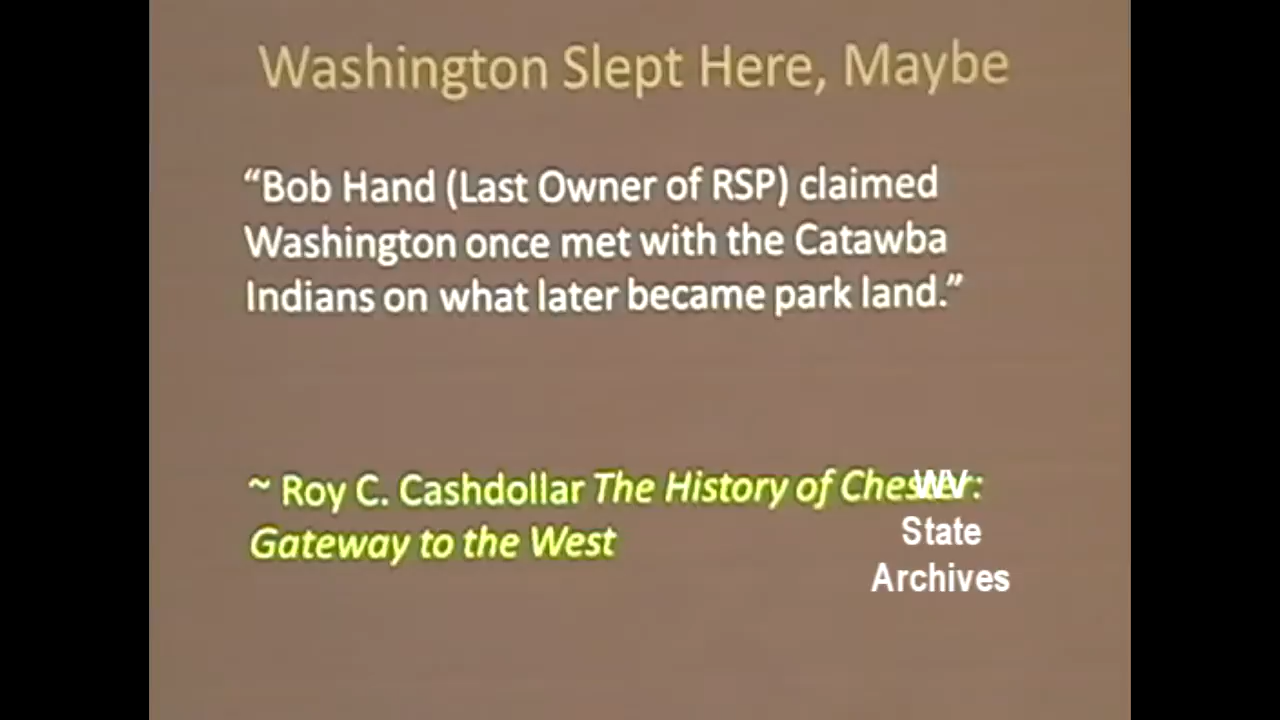 Washington Slept Here, Maybe
“Bob Hand (Last Owner of RSP) claimed
Washington once met with the Catawba
Indians on what later became park land.”
~ Roy C. Cashdollar The History of Chester:
Gateway to the West
WV
State
Archives